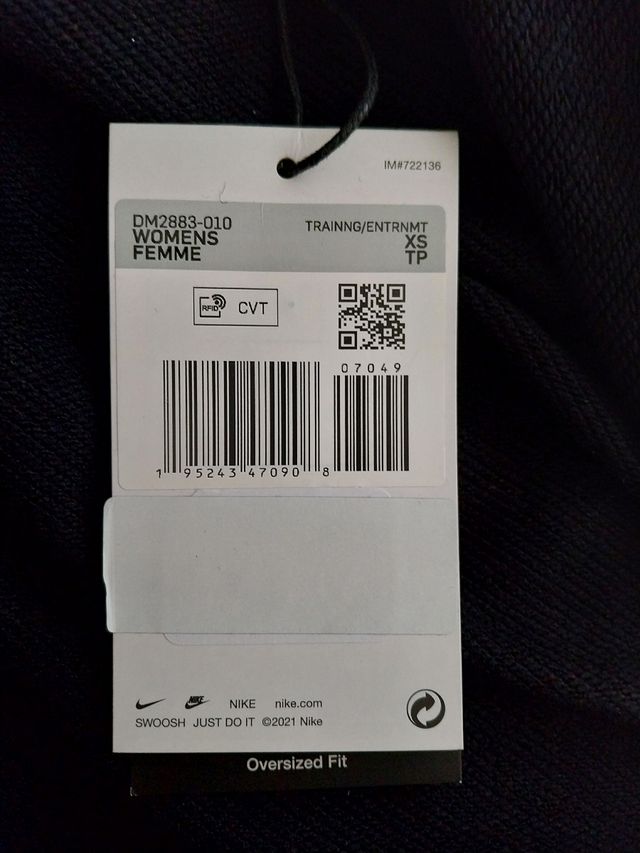 IM#722136
DM2883-010
WOMENS
FEMME
TRAINNG/ENTRNMT
XS
TP
RFID CVT
07049
1 95243 47090 8
NIKE NIKE nike.com
SWOOSH JUST DO IT ©2021 Nike
Oversized Fit